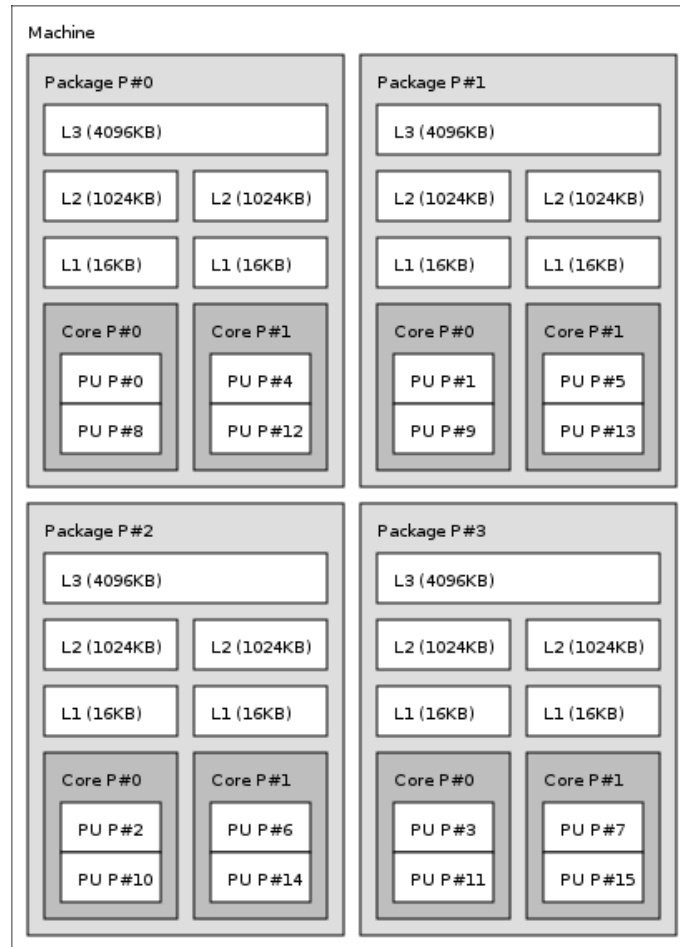 Machine
Package P#0
L3 (4096KB)
L2 (1024KB)
L2 (1024KB)
L1 (16KB)
L1 (16KB)
Core P#0
PU P#0
PU P#8
Core P#1
PU P#4
PU P#12
Package P#1
L3 (4096KB)
L2 (1024KB)
L2 (1024KB)
L1 (16KB)
L1 (16KB)
Core P#0
PU P#1
PU P#9
Core P#1
PU P#5
PU P#13
Package P#2
L3 (4096KB)
L2 (1024KB)
L2 (1024KB)
L1 (16KB)
L1 (16KB)
Core P#0
PU P#2
PU P#10
Core P#1
PU P#6
PU P#14
Package P#3
L3 (4096KB)
L2 (1024KB)
L2 (1024KB)
L1 (16KB)
L1 (16KB)
Core P#0
PU P#3
PU P#11
Core P#1
PU P#7
PU P#15